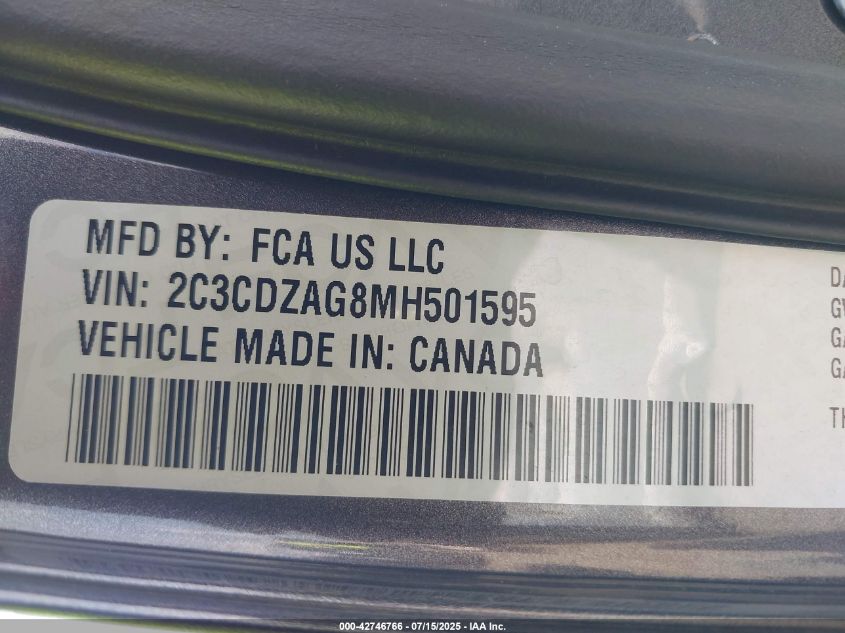 MFD BY: FCA US LLC
VIN: 2C3CDZAG8MH501595
VEHICLE MADE IN: CANADA
000-42746766 - 07/15/2025 - IAA Inc.